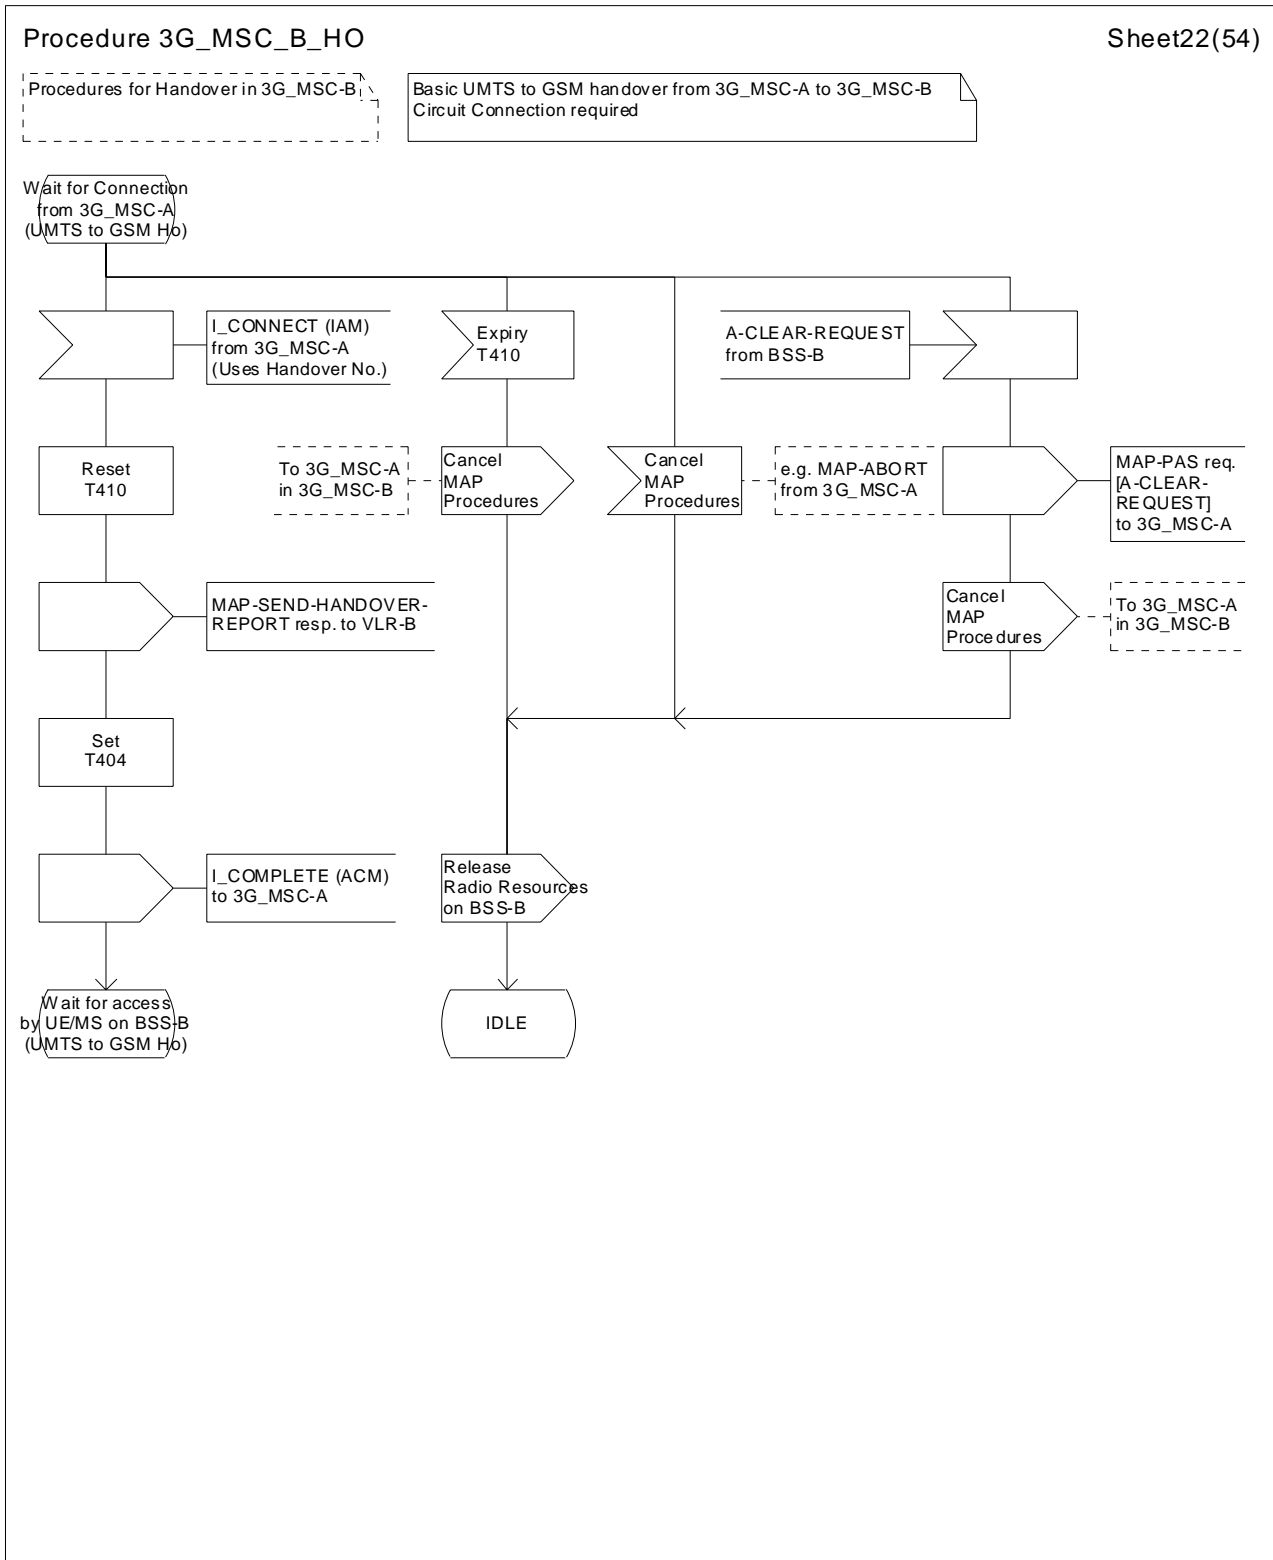 Procedure 3G_MSC_B_HO
Sheet22(54)
Procedures for Handover in 3G_MSC-B
Basic UMTS to GSM handover from 3G_MSC-A to 3G_MSC-B
Circuit Connection required
Wait for Connection
from 3G_MSC-A
(UMTS to GSM Ho)
I_CONNECT (IAM)
from 3G_MSC-A
(Uses Handover No.)
Expiry
T410
A-CLEAR-REQUEST
from BSS-B
Reset
T410
To 3G_MSC-A
in 3G_MSC-B
Cancel
MAP
Procedures
Cancel
MAP
Procedures
e.g. MAP-ABORT
from 3G_MSC-A
MAP-PAS req.
[A-CLEAR-
REQUEST]
to 3G_MSC-A
MAP-SEND-HANDOVER-
REPORT resp. to VLR-B
Cancel
MAP
Procedures
To 3G_MSC-A
in 3G_MSC-B
Set
T404
I_COMPLETE (ACM)
to 3G_MSC-A
Release
Radio Resources
on BSS-B
Wait for access
by UE/MS on BSS-B
(UMTS to GSM Ho)
IDLE